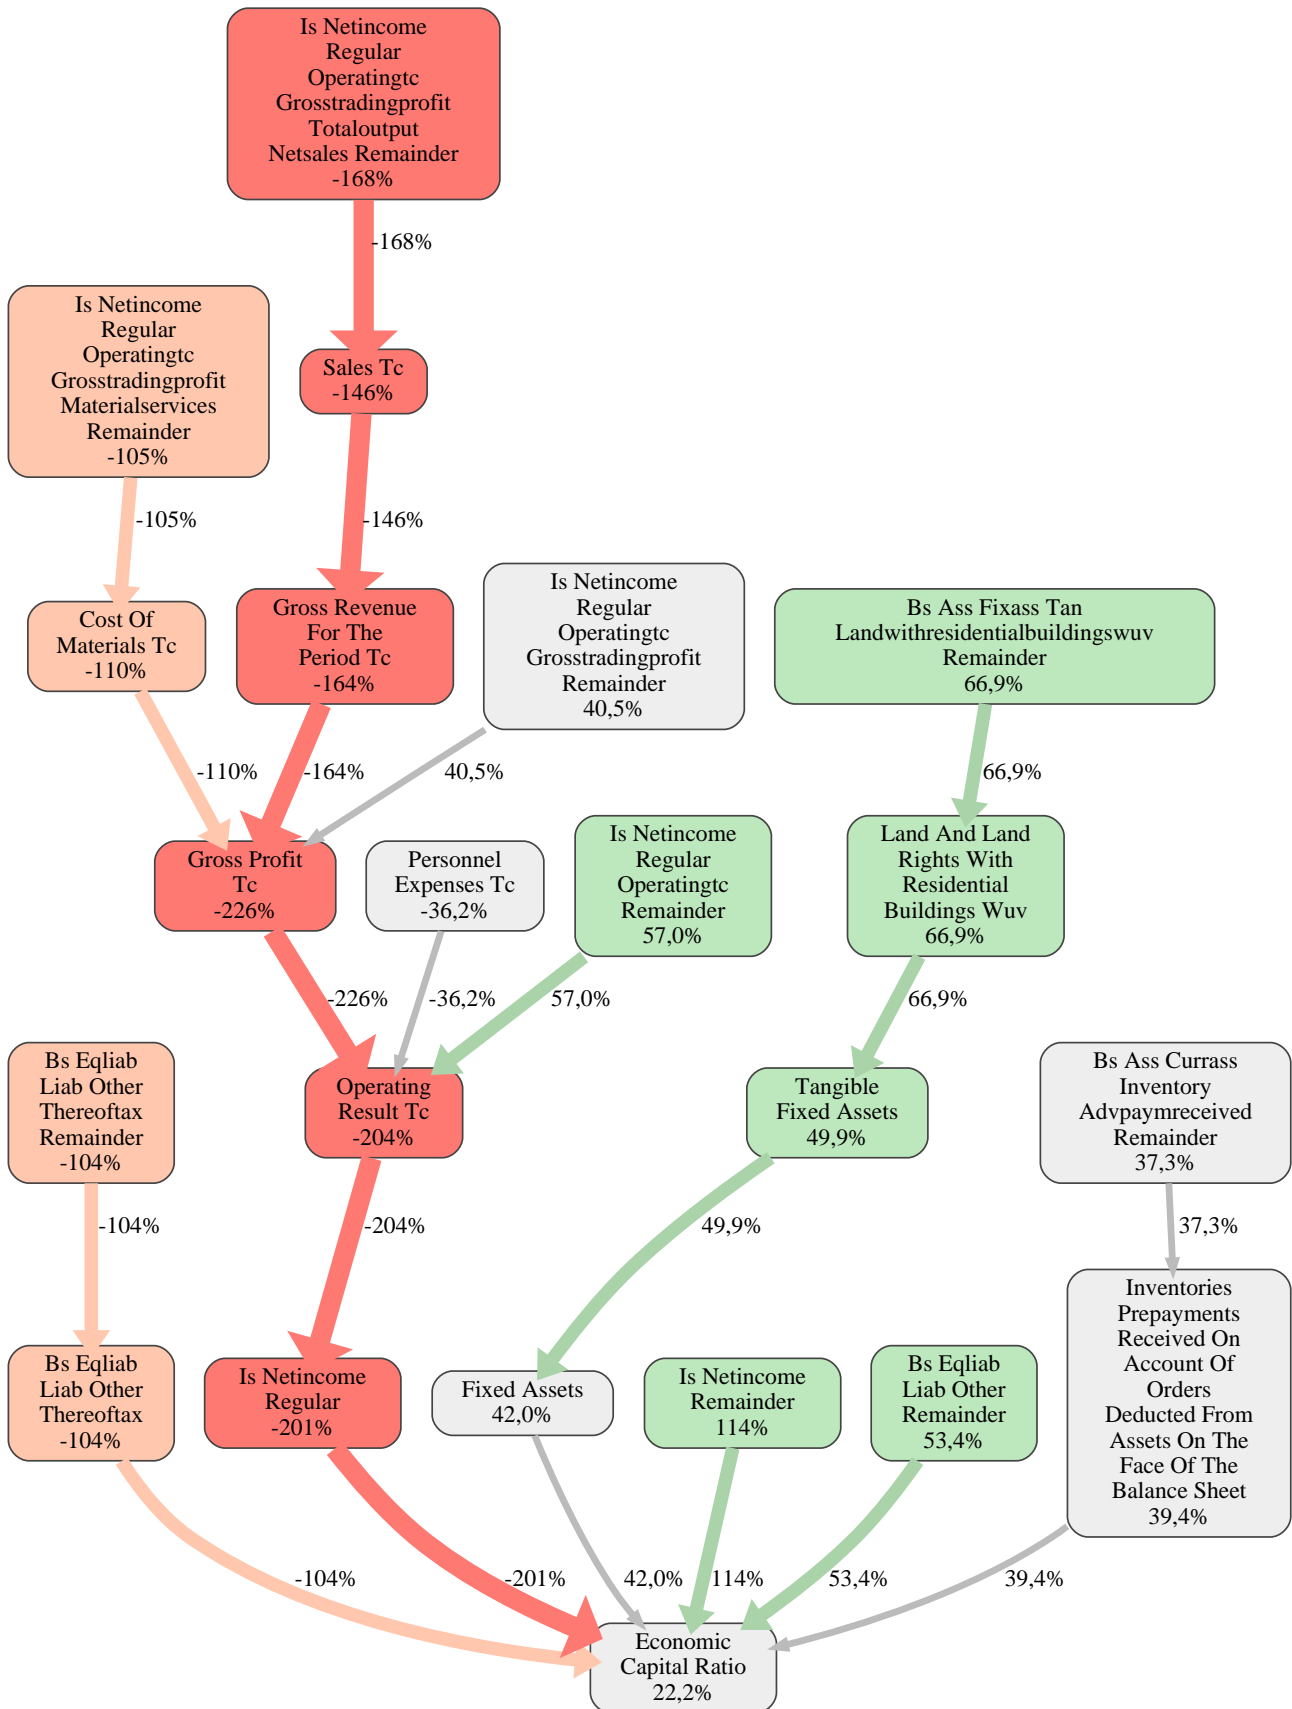 Is Netincome
Regular
Operatingtc
Grosstradingprofit
Totaloutput
Netsales Remainder
-168%
-168%
Is Netincome
Regular
Operatingtc
Grosstradingprofit
Materialservices
Remainder
-105%
Sales Tc
-146%
-105%
-146%
Cost Of
Materials Tc
-110%
Gross Revenue
For The
Period Tc
-164%
Is Netincome
Regular
Operatingtc
Grosstradingprofit
Remainder
40,5%
Bs Ass Fixass Tan
Landwithresidentialbuildingswuv
Remainder
66,9%
-110%
-164%
40,5%
66,9%
Gross Profit
Tc
-226%
Personnel
Expenses Tc
-36,2%
Is Netincome
Regular
Operatingtc
Remainder
57,0%
Land And Land
Rights With
Residential
Buildings Wuv
66,9%
-226%
-36,2%
57,0%
66,9%
Bs Eqliab
Liab Other
Thereoftax
Remainder
-104%
Operating
Result Tc
-204%
Tangible
Fixed Assets
49,9%
Bs Ass Currass
Inventory
Advpaymreceived
Remainder
37,3%
-104%
-204%
49,9%
37,3%
Bs Eqliab
Liab Other
Thereoftax
-104%
Is Netincome
Regular
-201%
Fixed Assets
42,0%
Is Netincome
Remainder
114%
Bs Eqliab
Liab Other
Remainder
53,4%
Inventories
Prepayments
Received On
Account Of
Orders
Deducted From
Assets On The
Face Of The
Balance Sheet
39,4%
-104%
-201%
42,0%
114%
53,4%
39,4%
Economic
Capital Ratio
22,2%